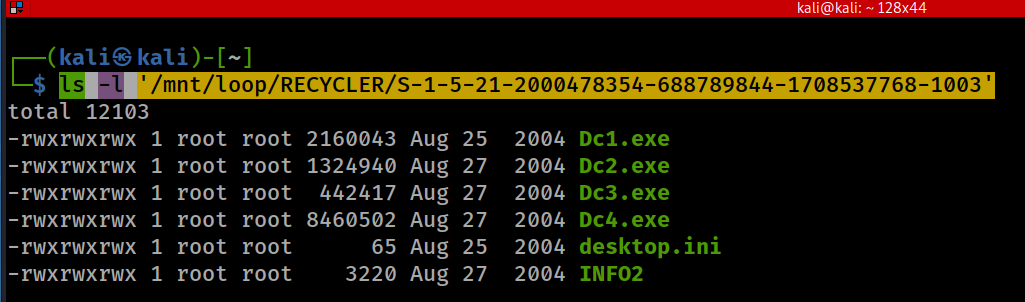 kali@kali: ~ 128x44
┌──(kali㉿kali)-[~]
└─$ ls -l '/mnt/loop/RECYCLER/S-1-5-21-2000478354-688789844-1708537768-1003'
total 12103
-rwxrwxrwx 1 root root 2160043 Aug 25  2004 Dc1.exe
-rwxrwxrwx 1 root root 1324940 Aug 27  2004 Dc2.exe
-rwxrwxrwx 1 root root  442417 Aug 27  2004 Dc3.exe
-rwxrwxrwx 1 root root 8460502 Aug 27  2004 Dc4.exe
-rwxrwxrwx 1 root root      65 Aug 25  2004 desktop.ini
-rwxrwxrwx 1 root root    3220 Aug 27  2004 INFO2